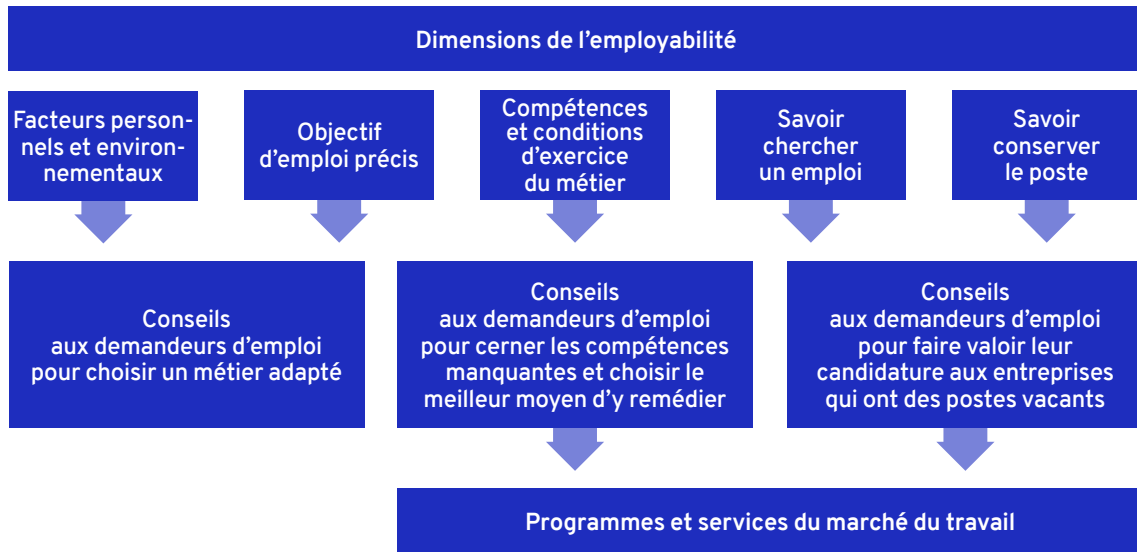 Dimensions de l'employabilité
Facteurs person-
nels et environ-
nementaux
Objectif
d'emploi précis
Compétences
et conditions
d'exercice
du métier
Savoir
chercher
un emploi
Savoir
conserver
le poste
Conseils
aux demandeurs d'emploi
pour choisir un métier adapté
Conseils
aux demandeurs d'emploi
pour cerner les compétences
manquantes et choisir le
meilleur moyen d'y remédier
Conseils
aux demandeurs d'emploi
pour faire valoir leur
candidature aux entreprises
qui ont des postes vacants
Programmes et services du marché du travail